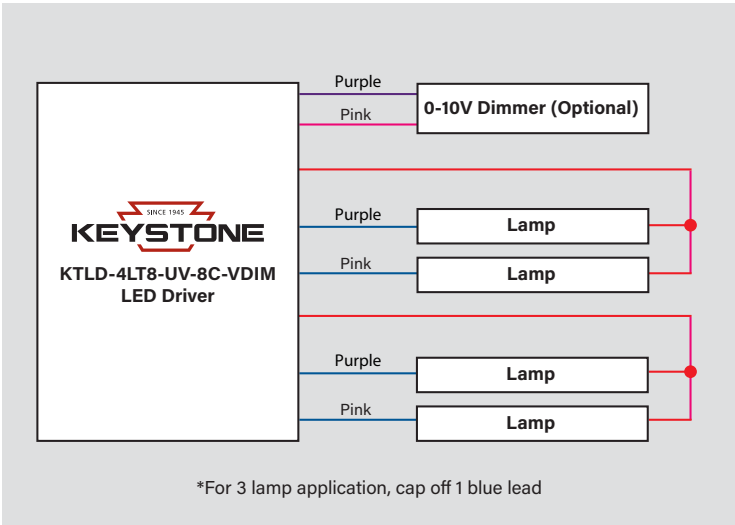 Purple
0-10V Dimmer (Optional)
Pink
SINCE 1945
KEYSTONE
KTLD-4LT8-UV-8C-VDIM
LED Driver
Purple
Lamp
Pink
Lamp
Purple
Lamp
Pink
Lamp
*For 3 lamp application, cap off 1 blue lead